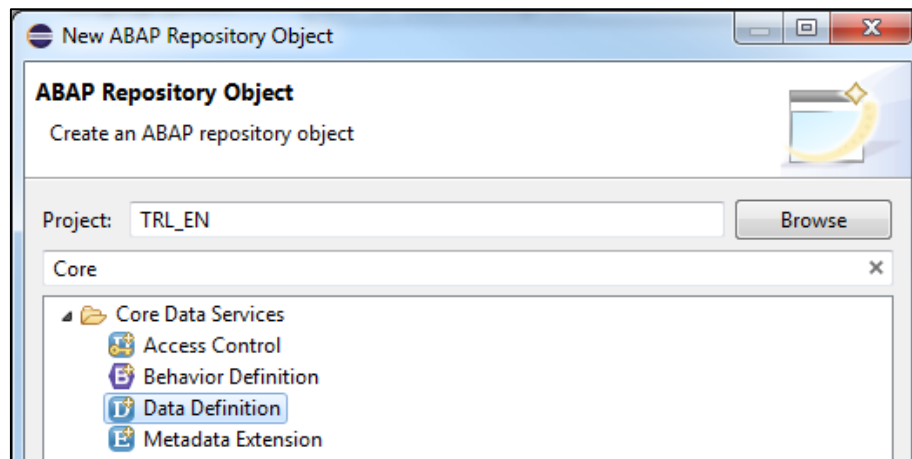 New ABAP Repository Object
ABAP Repository Object
Create an ABAP repository object
Project: TRL_EN Browse
Core
Core Data Services
Access Control
Behavior Definition
Data Definition
Metadata Extension